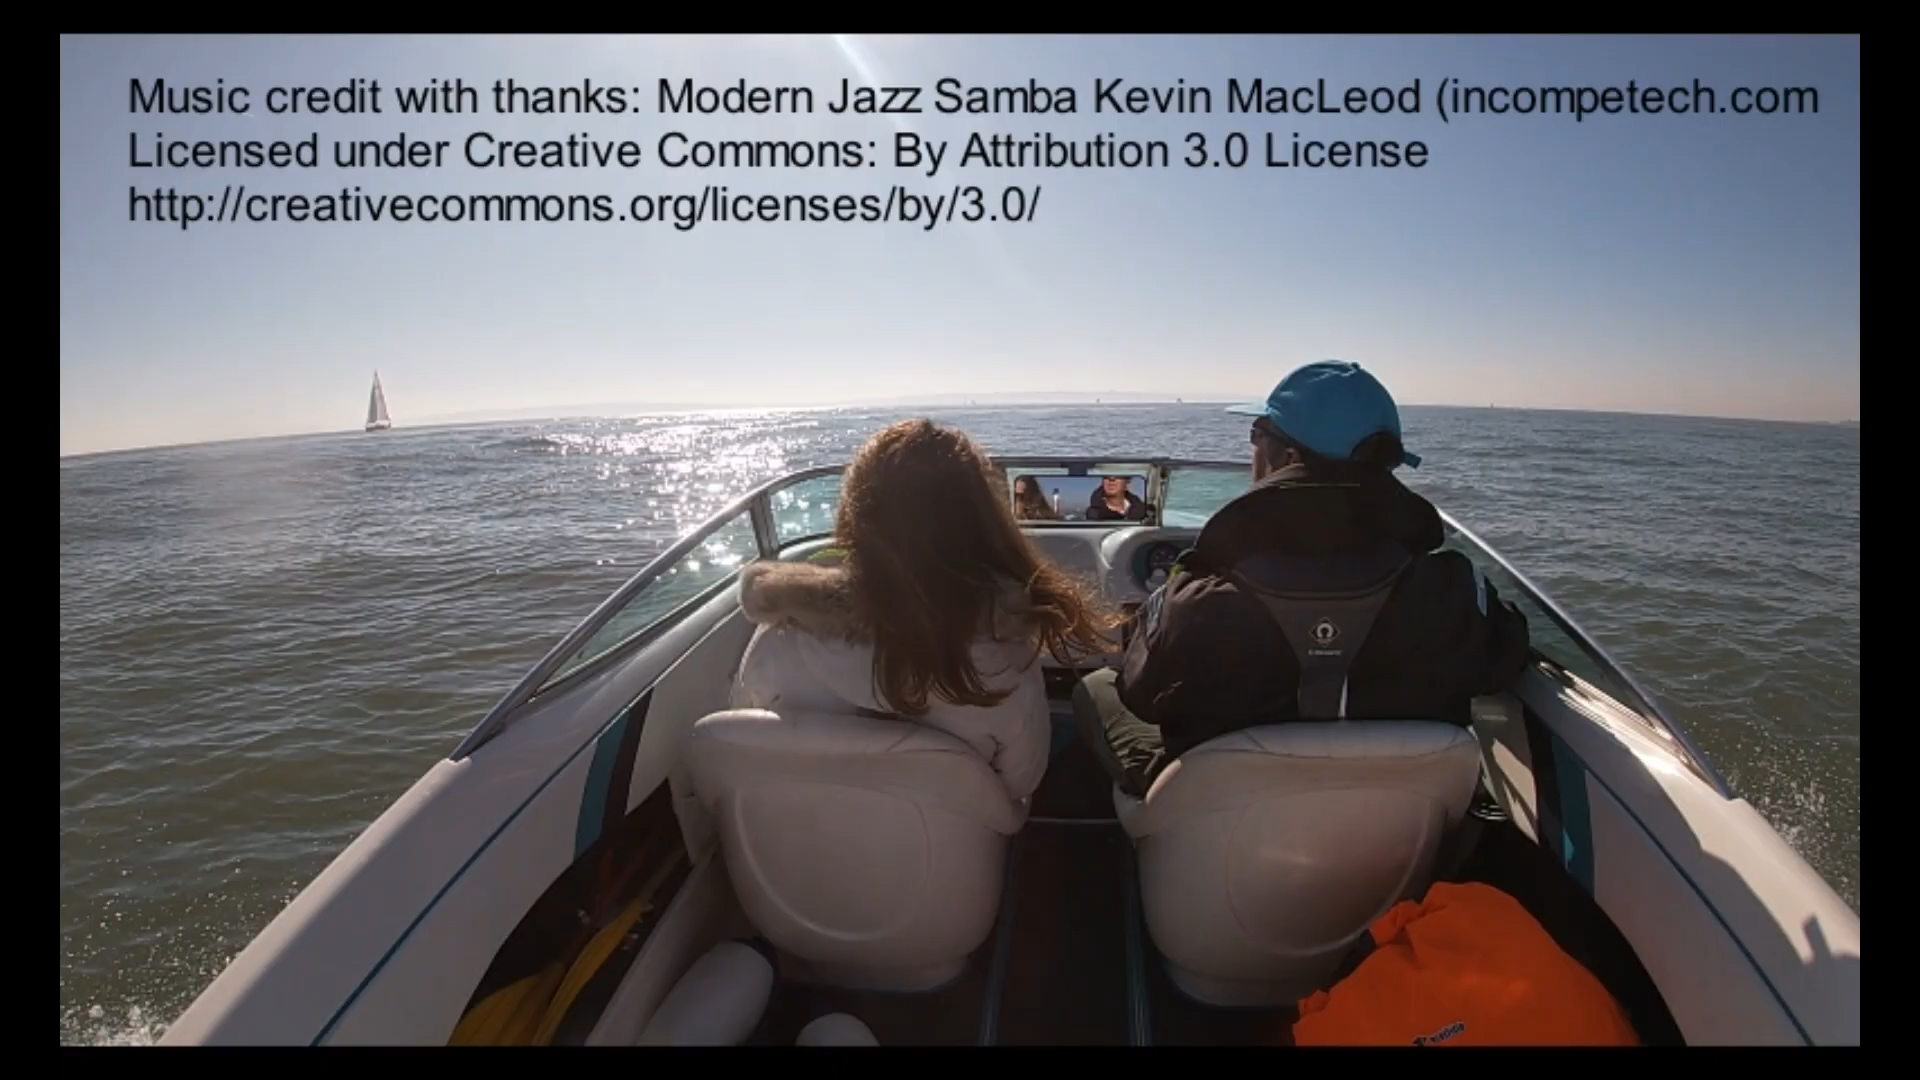 Music credit with thanks: Modern Jazz Samba Kevin MacLeod (incompetech.com
Licensed under Creative Commons: By Attribution 3.0 License
http://creativecommons.org/licenses/by/3.0/